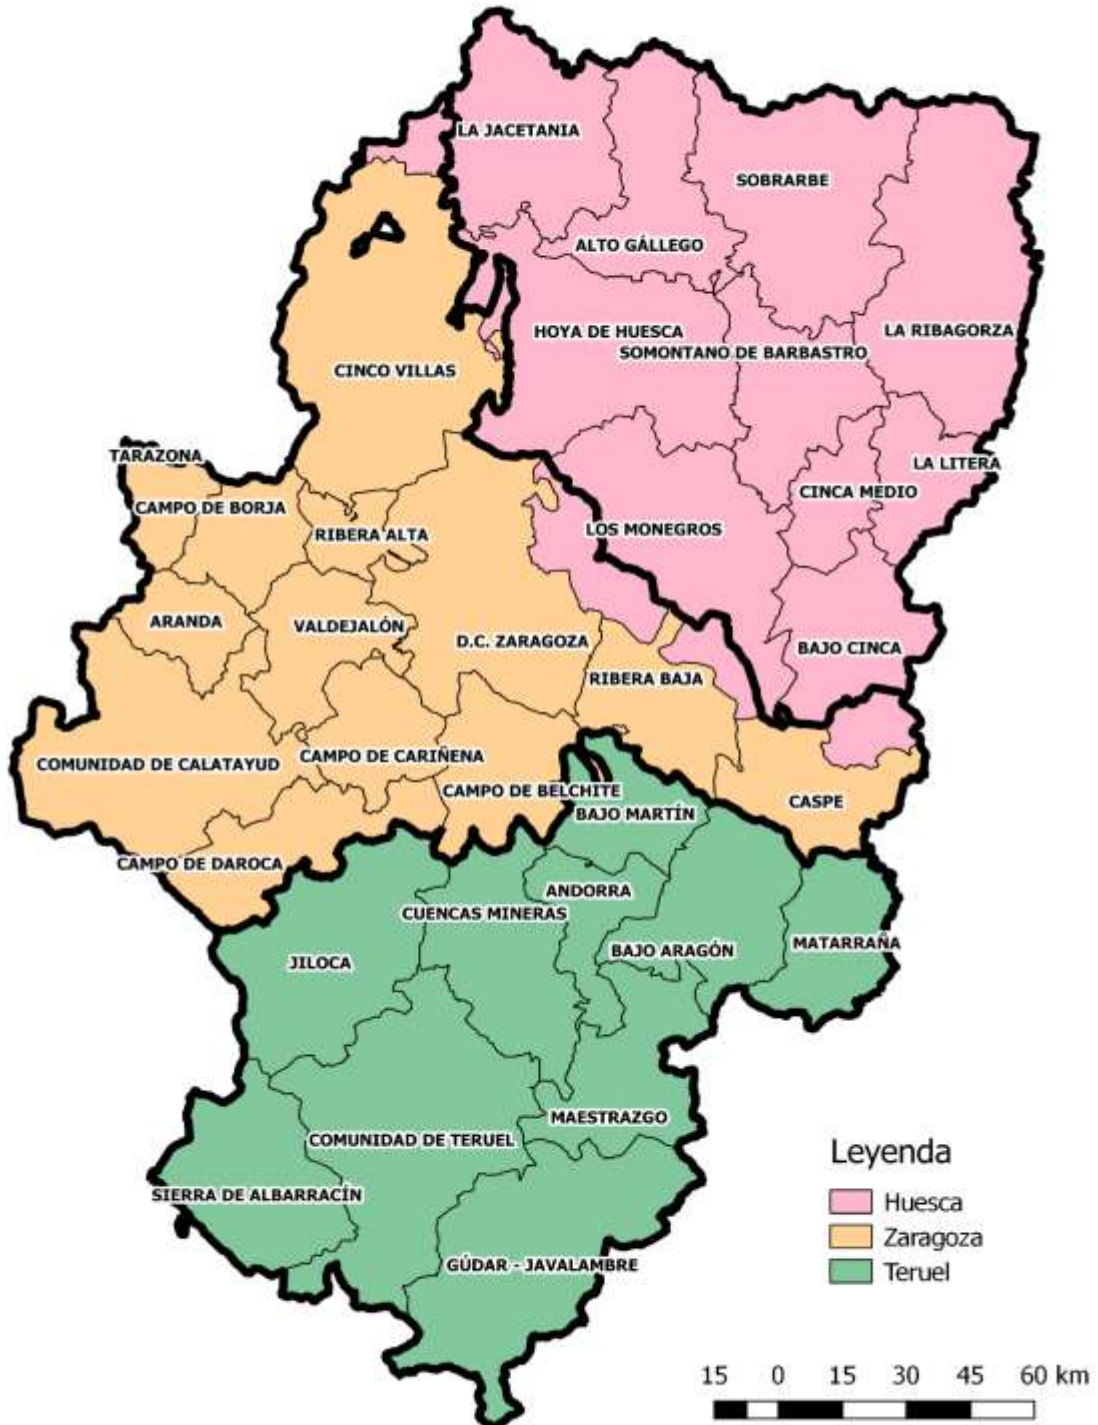 LA JACETANIA
SOBRARBE
ALTO GÁLLEGO
HOYA DE HUESCA
LA RIBAGORZA
SOMONTANO DE BARBASTRO
CINCO VILLAS
TARAZONA
LA LITERA
CINCA MEDIO
CAMPO DE BORJA
LOS MONEGROS
RIBERA ALTA
ARANDA
VALDEJALÓN
D.C. ZARAGOZA
BAJO CINCA
RIBERA BAJA
CAMPO DE CARIÑENA
COMUNIDAD DE CALATAYUD
CAMPO DE BELCHITE
CASPE
BAJO MARTÍN
CAMPO DE DAROCA
ANDORRA
CUENCAS MINERAS
MATARRAÑA
BAJO ARAGÓN
JILOCA
MAESTRAZGO
COMUNIDAD DE TERUEL
SIERRA DE ALBARRACÍN
GÚDAR - JAVALAMBRE
Leyenda
Huesca
Zaragoza
Teruel
15 0 15 30 45 60 km